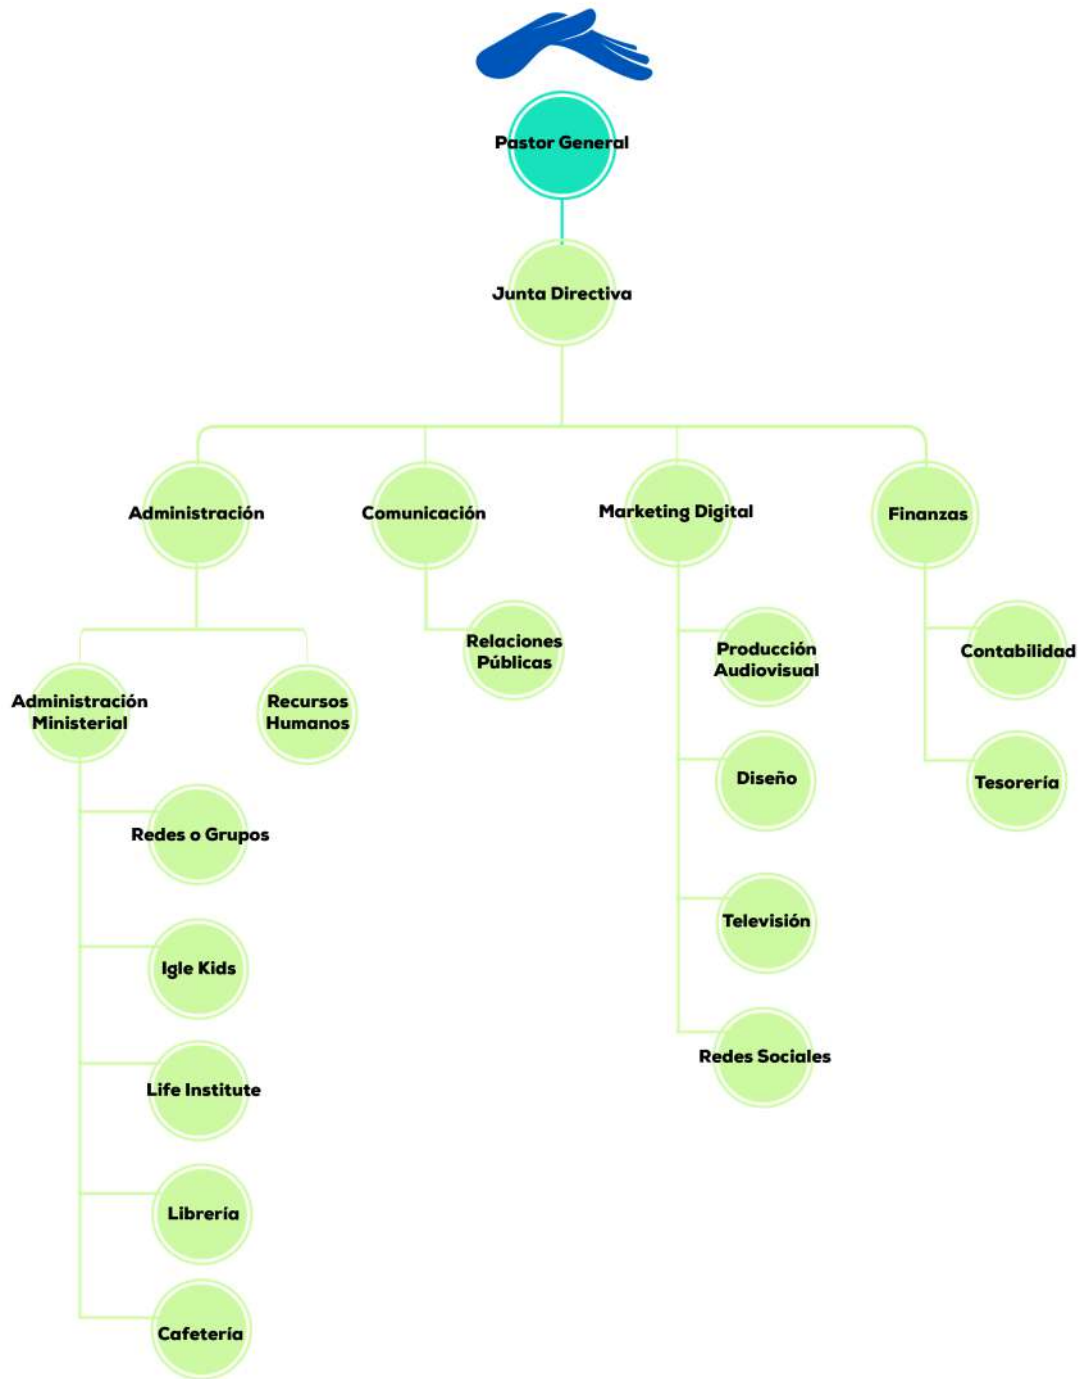 Pastor General
Junta Directiva
Administración
Comunicación
Marketing Digital
Finanzas
Relaciones
Públicas
Producción
Audiovisual
Contabilidad
Administración
Ministerial
Recursos
Humanos
Diseño
Tesorería
Redes o Grupos
Televisión
Igle Kids
Redes Sociales
Life Institute
Librería
Cafetería